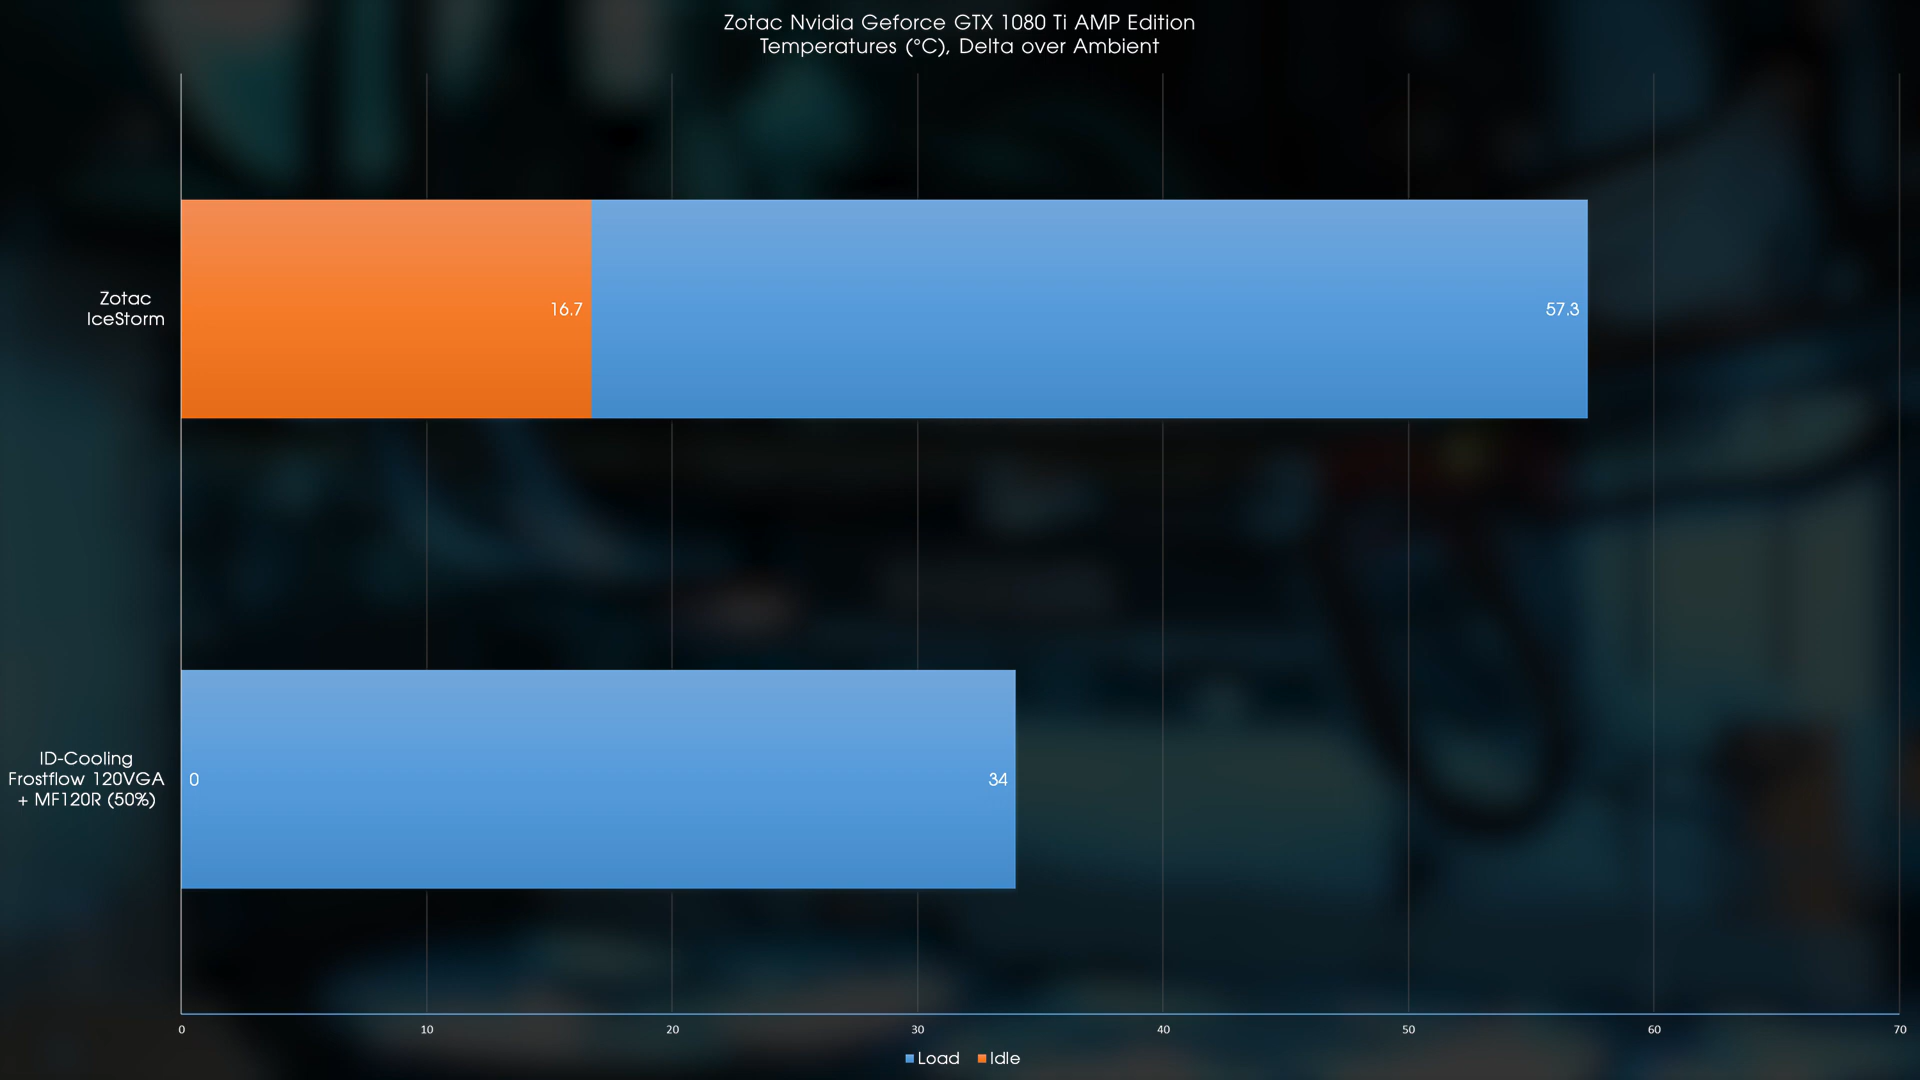 Zotac Nvidia Geforce GTX 1080 Ti AMP Edition
Temperatures (°C), Delta over Ambient
Zotac
IceStorm
16.7
57.3
ID-Cooling
Frostflow 120VGA
+ MF120R (50%)
0
34
0
10
20
30
40
50
60
70
Load
Idle